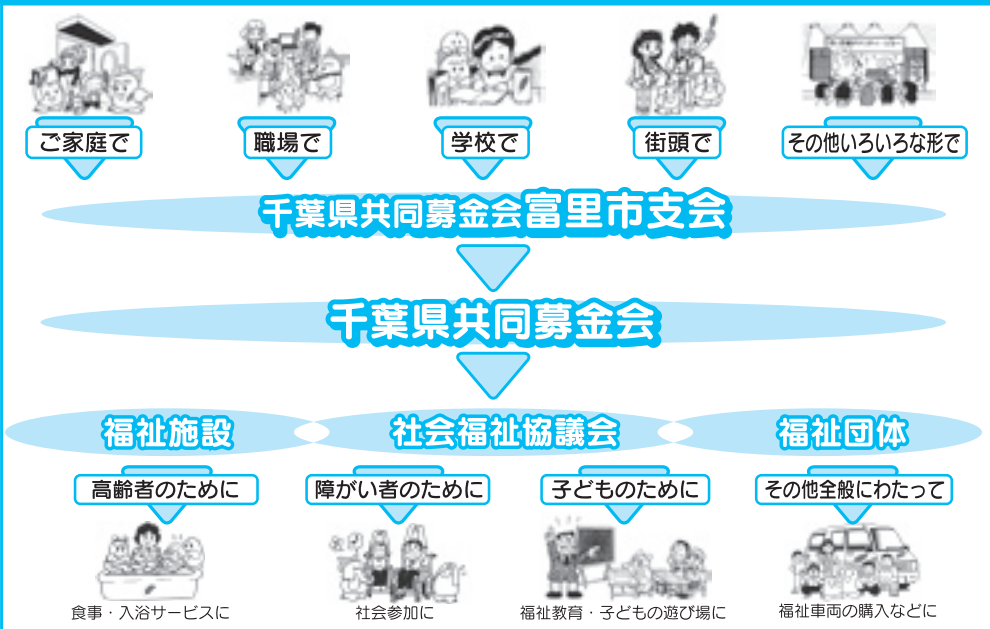 ご家庭で
職場で
学校で
街頭で
その他いろいろな形で
千葉県共同募金会富里市支会
千葉県共同募金会
福祉施設
社会福祉協議会
福祉団体
高齢者のために
障がい者のために
子どものために
その他全般にわたって
食事・入浴サービスに
社会参加に
福祉教育・子どもの遊び場に
福祉車両の購入などに